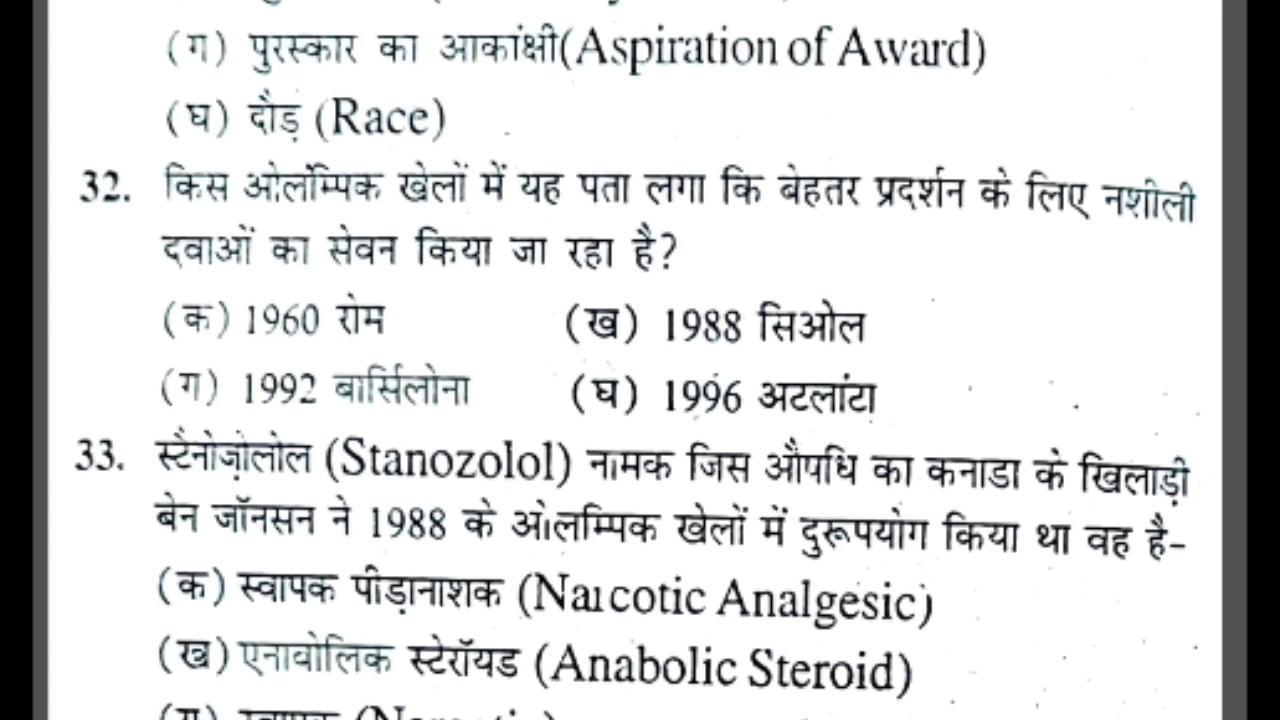 (ग) पुरस्कार का आकांक्षी(Aspiration of Award)
(घ) दौड़ (Race)
32. किस ओलम्पिक खेलों में यह पता लगा कि बेहतर प्रदर्शन के लिए नशीली
दवाओं का सेवन किया जा रहा है?
(क) 1960 रोम (ख) 1988 सिओल
(ग) 1992 बार्सिलोना (घ) 1996 अटलांटा
33. स्टैनोज़ोलोल (Stanozolol) नामक जिस औषधि का कनाडा के खिलाड़ी
बेन जॉनसन ने 1988 के ओलम्पिक खेलों में दुरूपयोग किया था वह है-
(क) स्वापक पीड़ानाशक (Narcotic Analgesic)
(ख) एनाबोलिक स्टेरॉयड (Anabolic Steroid)